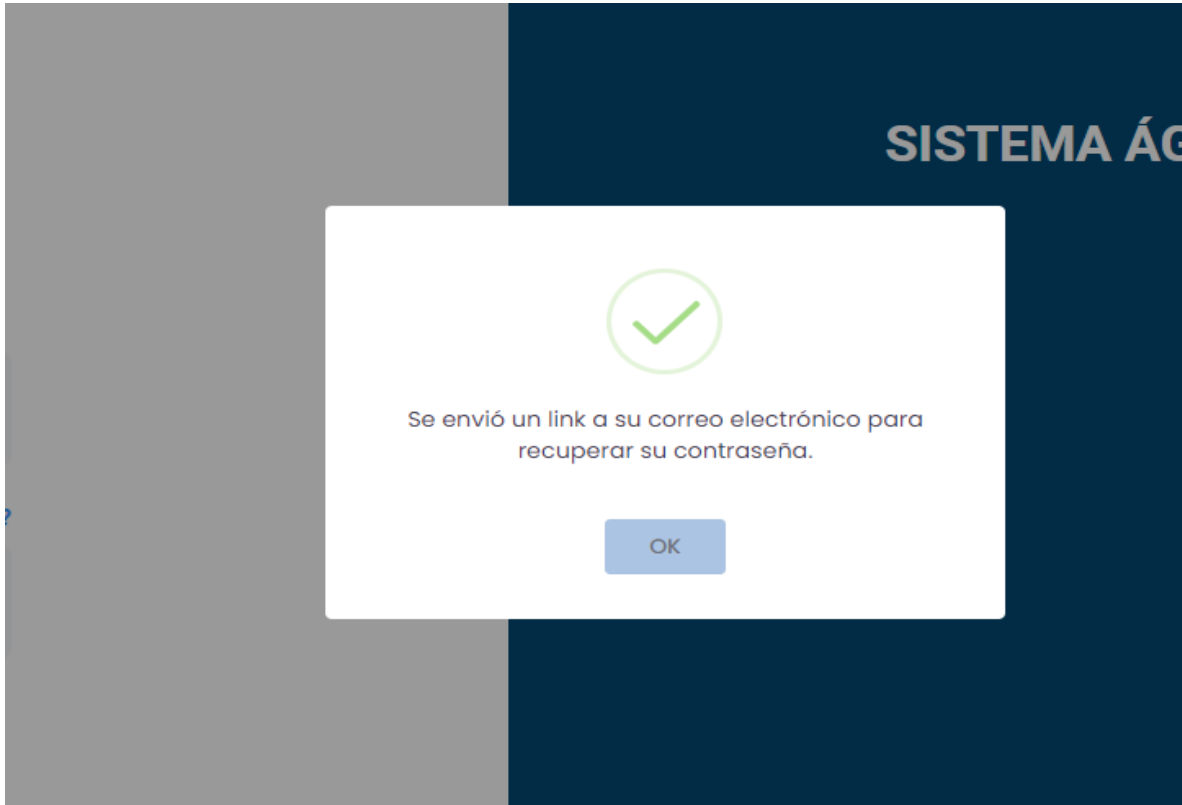 SISTEMA ÁG
Se envió un link a su correo electrónico para
recuperar su contraseña.
?
OK